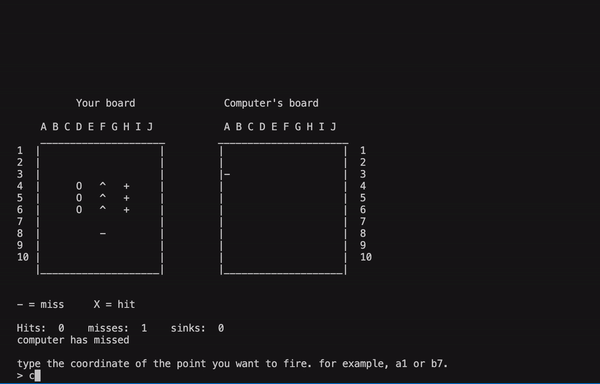 Your board Computer's board
A B C D E F G H I J A B C D E F G H I J
1 | | | | 1
2 | | | | 2
3 | | |– | 3
4 | O ^ + | | | 4
5 | O ^ + | | | 5
6 | O ^ + | | | 6
7 | | | | 7
8 | – | | | 8
9 | | | | 9
10 | | | | 10
– = miss X = hit
Hits: 0 misses: 1 sinks: 0
computer has missed
type the coordinate of the point you want to fire. for example, a1 or b7.
> c